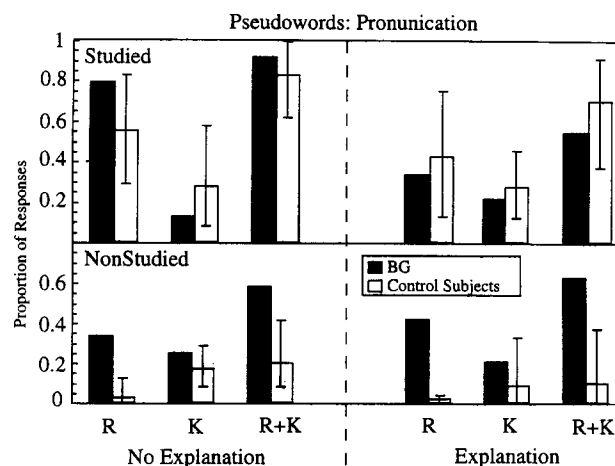 Pseudowords: Pronunication
Proportion of Responses
1
Studied
0.8
0.6
0.4
0.2
NonStudied
0.6
0.4
0.2
0
BG
Control Subjects
R K R+K R K R+K
No Explanation Explanation